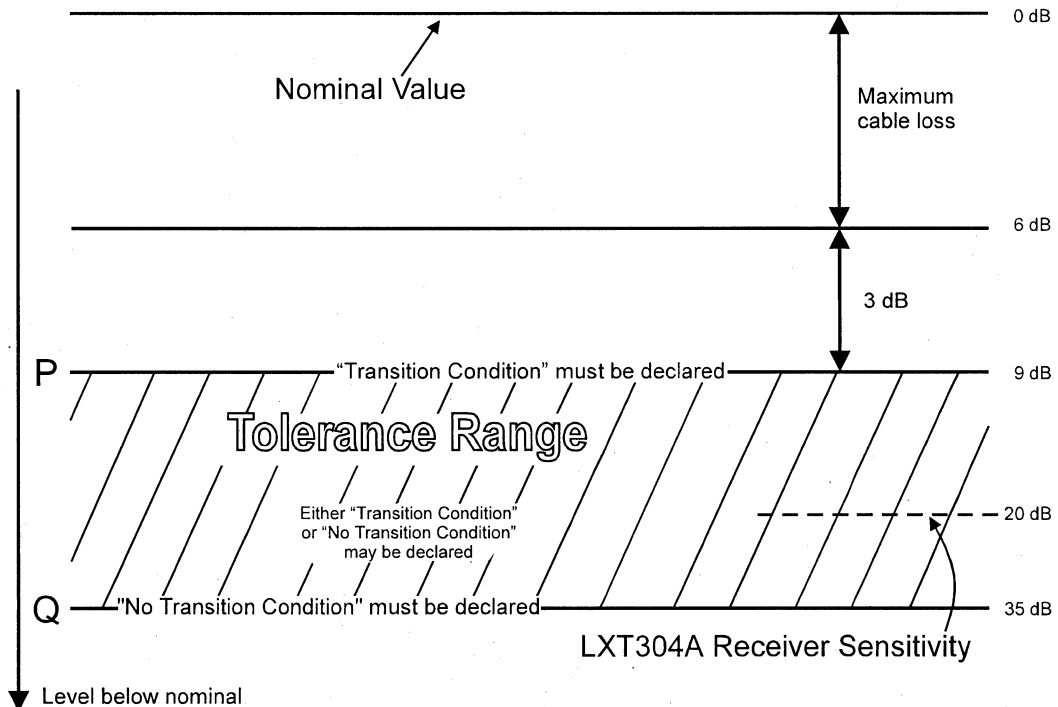 0 dB
Nominal Value
Maximum
cable loss
6 dB
3 dB
P
“Transition Condition” must be declared
9 dB
Tolerance Range
Either “Transition Condition”
or “No Transition Condition”
may be declared
20 dB
Q
"No Transition Condition" must be declared
35 dB
LXT304A Receiver Sensitivity
Level below nominal